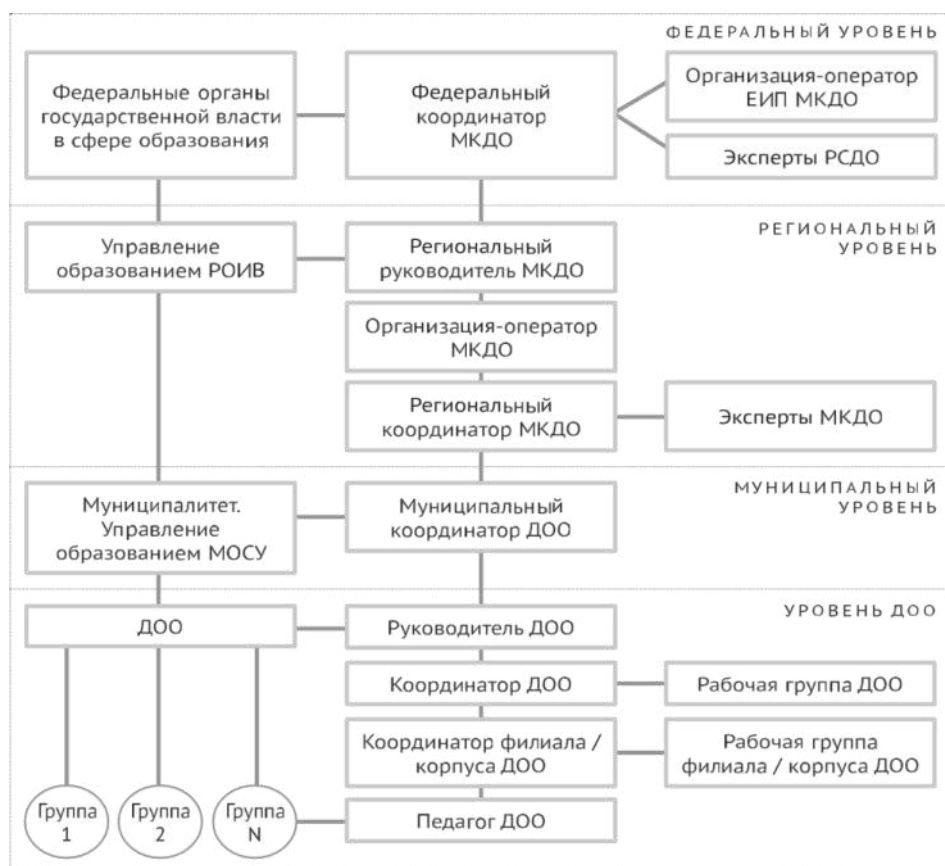 ФЕДЕРАЛЬНЫЙ УРОВЕНЬ
Федеральные органы
государственной власти
в сфере образования
Федеральный
координатор
МКДО
Организация-оператор
ЕИП МКДО
Эксперты РСДО
РЕГИОНАЛЬНЫЙ
УРОВЕНЬ
Управление
образованием РОИВ
Региональный
руководитель МКДО
Организация-оператор
МКДО
Региональный
координатор МКДО
Эксперты МКДО
МУНИЦИПАЛЬНЫЙ
УРОВЕНЬ
Муниципалитет.
Управление
образованием МОСУ
Муниципальный
координатор ДОО
УРОВЕНЬ ДОО
ДОО
Руководитель ДОО
Координатор ДОО
Рабочая группа ДОО
Координатор филиала /
корпуса ДОО
Рабочая группа
филиала / корпуса ДОО
Группа
1
Группа
2
Группа
N
Педагог ДОО